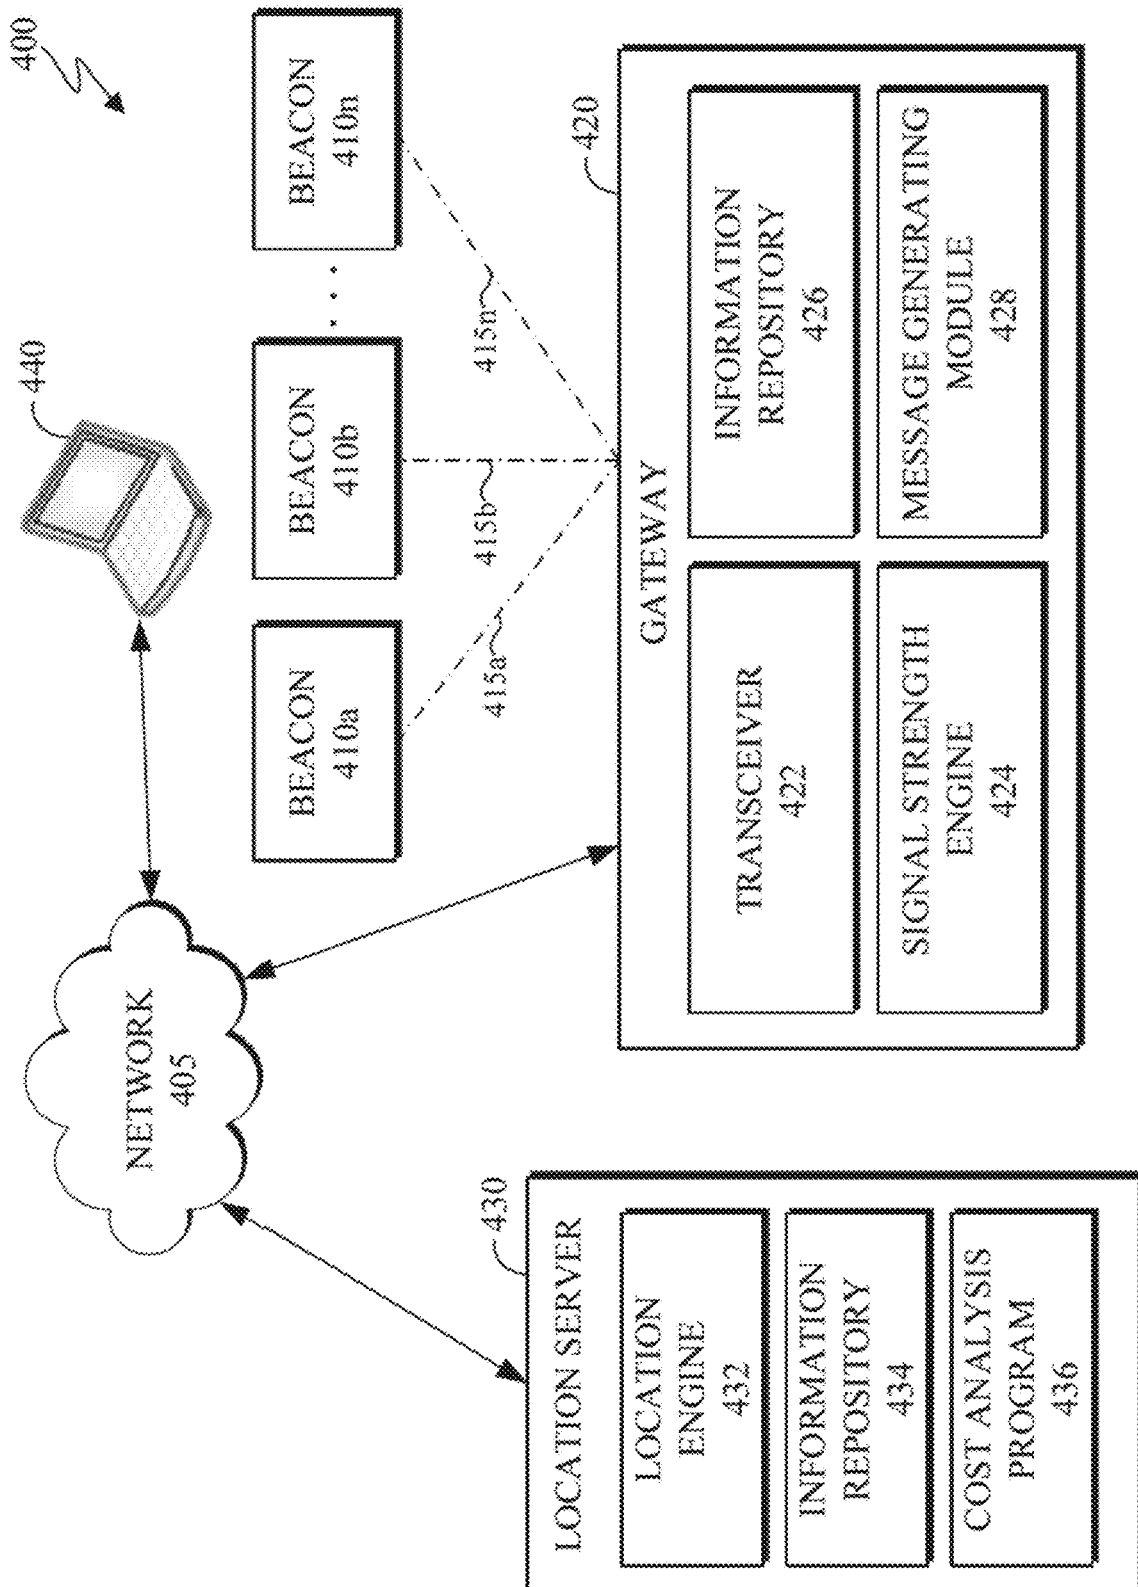 400
NETWORK
405
440
LOCATION SERVER
430
LOCATION
ENGINE
432
INFORMATION
REPOSITORY
434
COST ANALYSIS
PROGRAM
436
BEACON
410a
BEACON
410b
. . .
BEACON
410n
415a
415b
415n
420
GATEWAY
TRANSCEIVER
422
INFORMATION
REPOSITORY
426
SIGNAL STRENGTH
ENGINE
424
MESSAGE GENERATING
MODULE
428